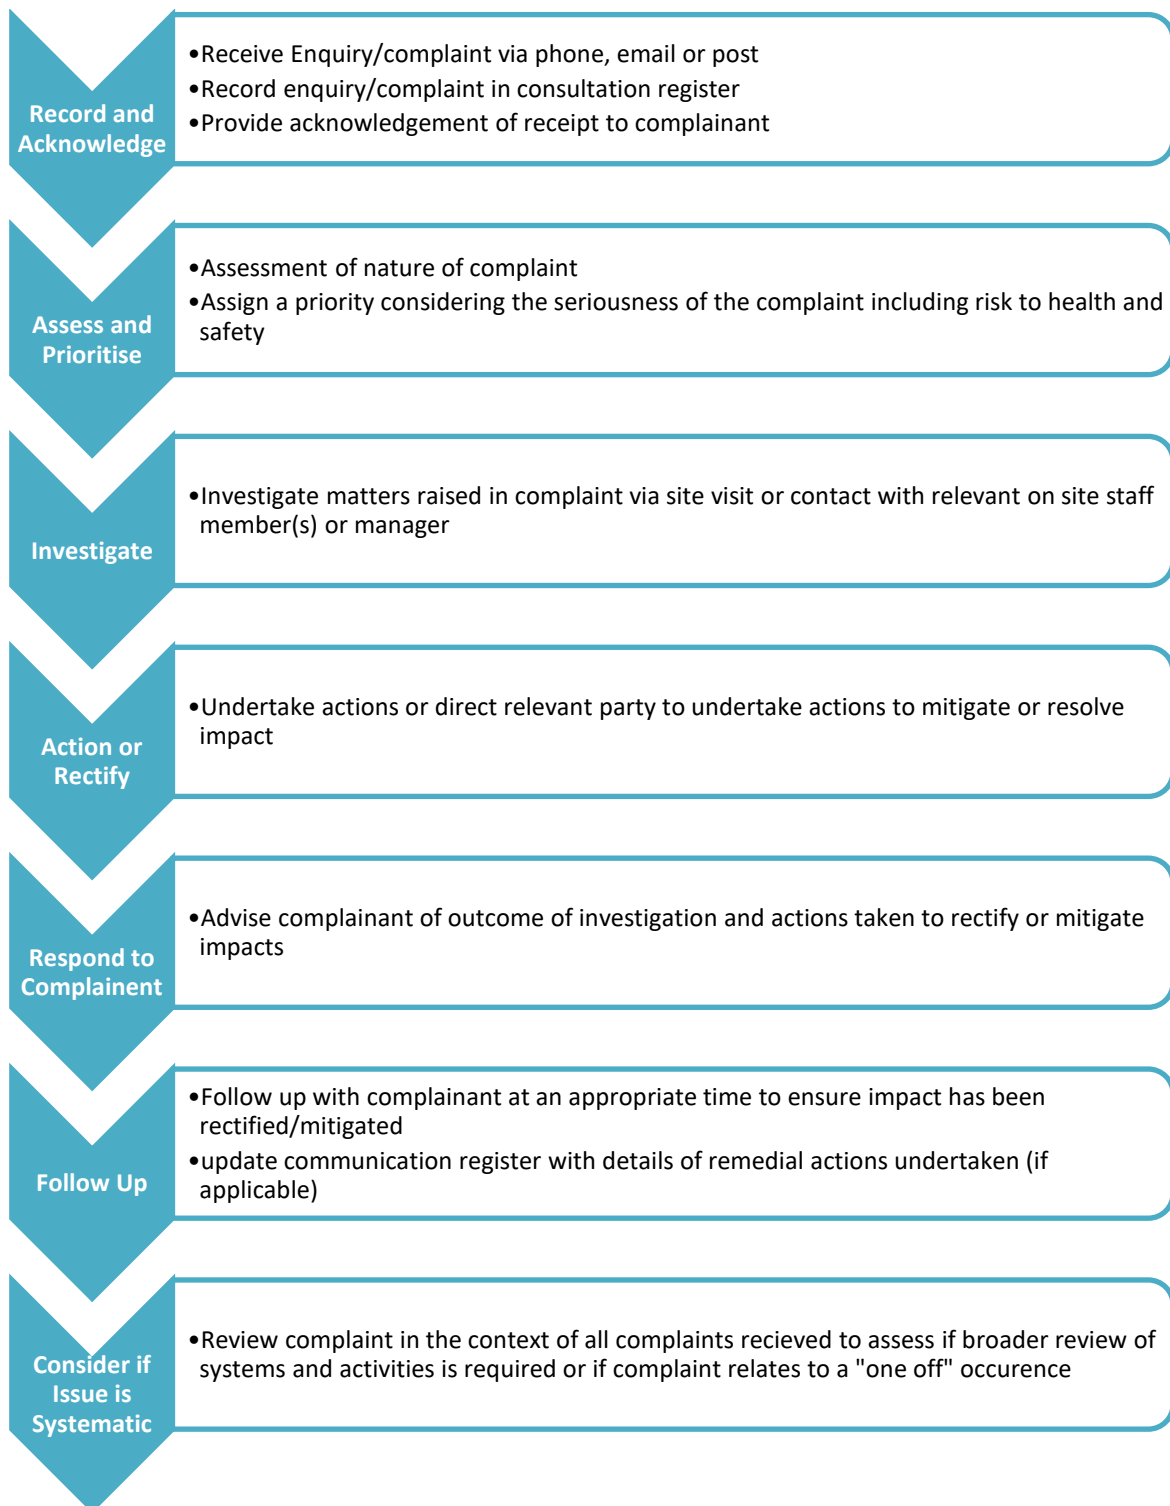 Record and
Acknowledge
•Receive Enquiry/complaint via phone, email or post
•Record enquiry/complaint in consultation register
•Provide acknowledgement of receipt to complainant
Assess and
Prioritise
•Assessment of nature of complaint
•Assign a priority considering the seriousness of the complaint including risk to health and
safety
Investigate
•Investigate matters raised in complaint via site visit or contact with relevant on site staff
member(s) or manager
Action or
Rectify
•Undertake actions or direct relevant party to undertake actions to mitigate or resolve
impact
Respond to
Complainent
•Advise complainant of outcome of investigation and actions taken to rectify or mitigate
impacts
Follow Up
•Follow up with complainant at an appropriate time to ensure impact has been
rectified/mitigated
•update communication register with details of remedial actions undertaken (if
applicable)
Consider if
Issue is
Systematic
•Review complaint in the context of all complaints recieved to assess if broader review of
systems and activities is required or if complaint relates to a "one off" occurence